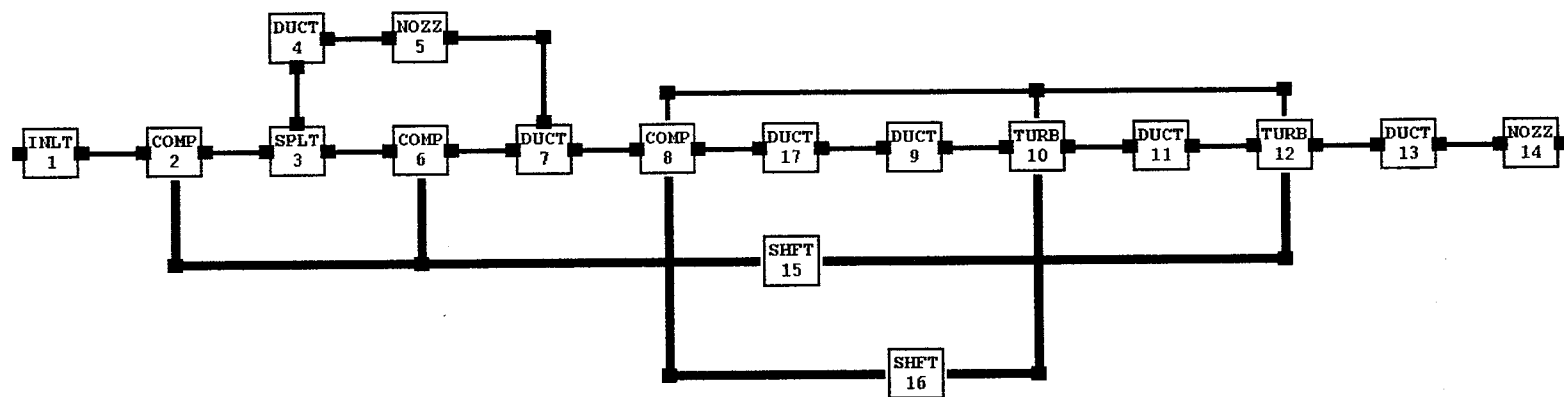 DUCT
4
NOZZ
5
INLT
1
COMP
2
SPLT
3
COMP
6
DUCT
7
COMP
8
DUCT
17
DUCT
9
TURB
10
DUCT
11
TURB
12
DUCT
13
NOZZ
14
SHFT
15
SHFT
16